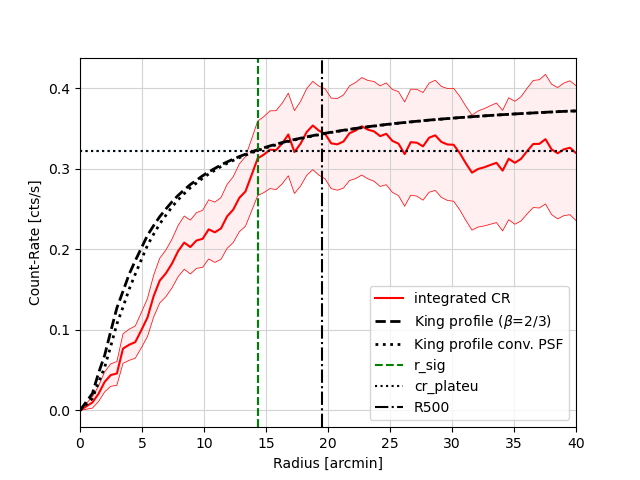 Count-Rate [cts/s]
0.4
0.3
0.2
0.1
0.0
integrated CR
King profile (β=2/3)
King profile conv. PSF
r_sig
cr_plateu
R500
0 5 10 15 20 25 30 35 40
Radius [arcmin]